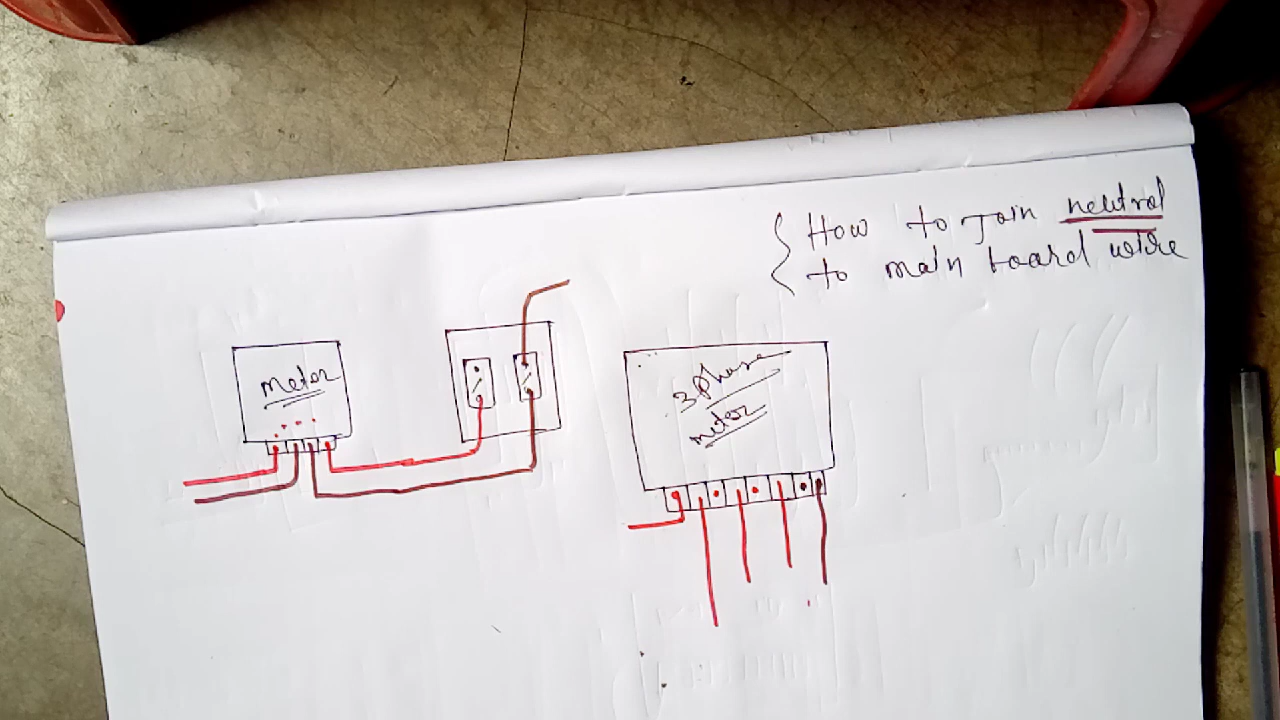 How to Join neutral
to main board wire
meter
3 phase
meter